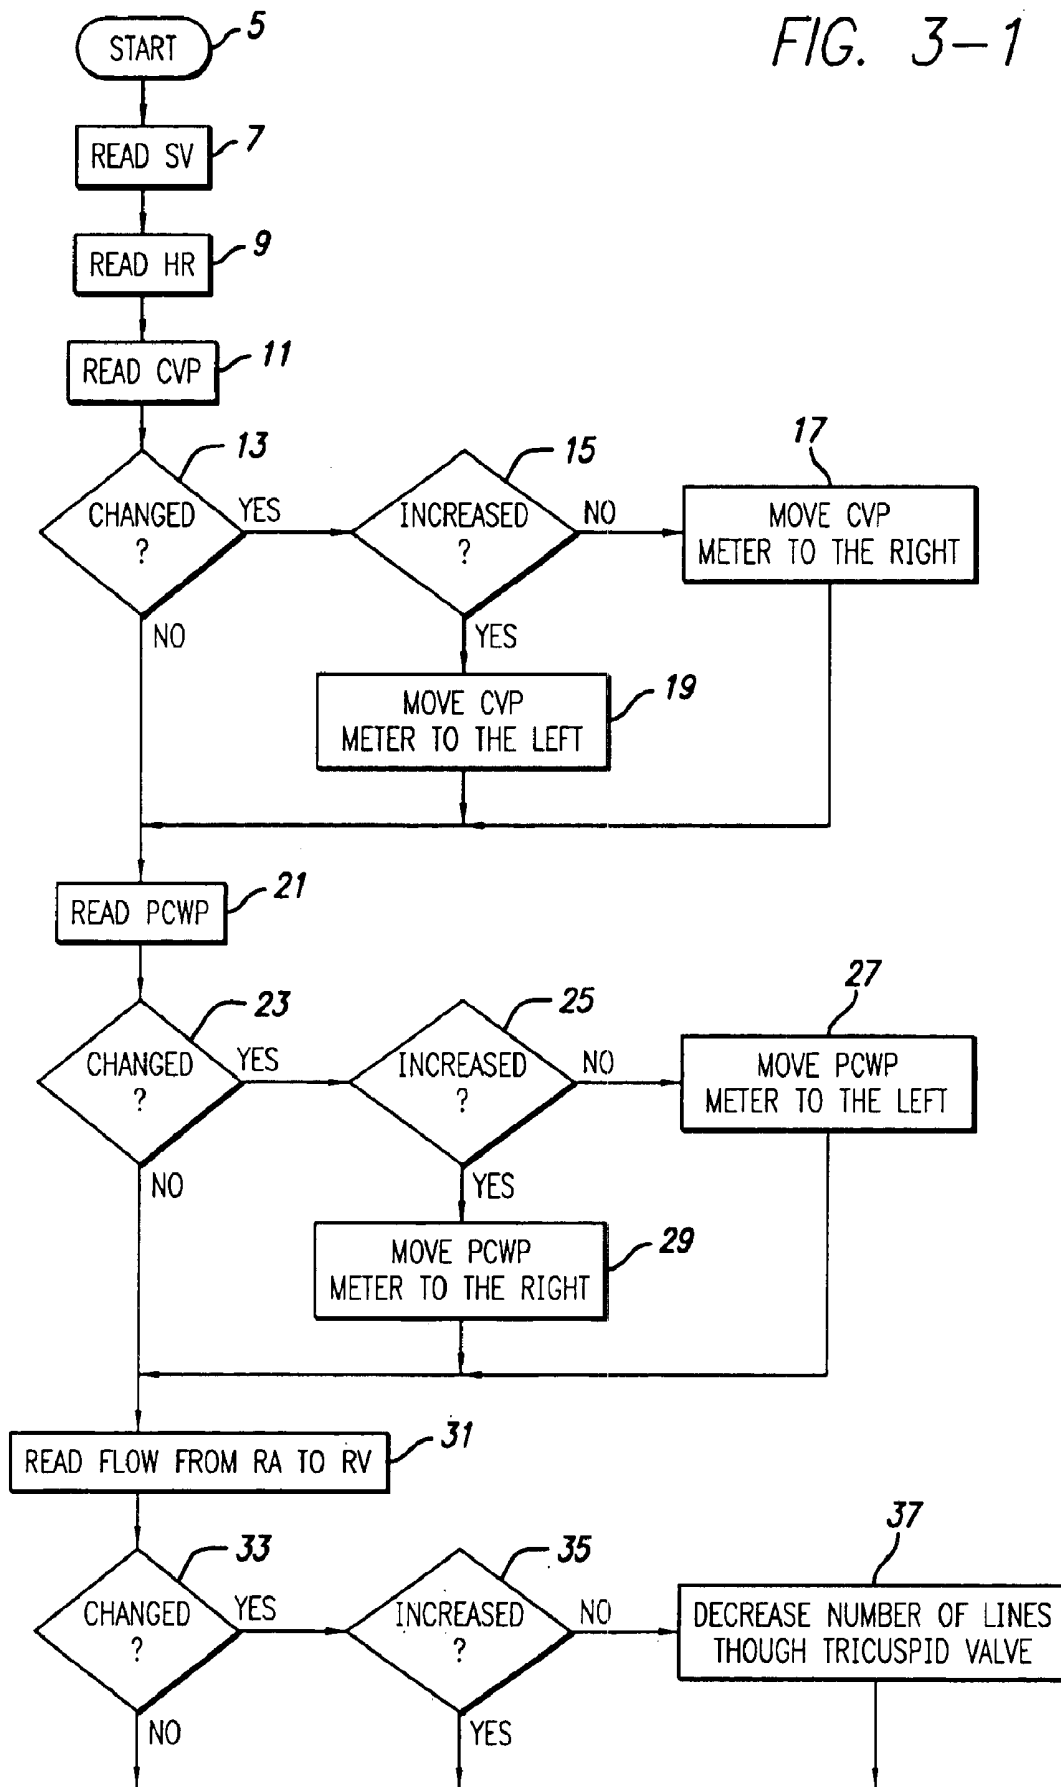 FIG. 3-1
START
5
READ SV
7
READ HR
9
READ CVP
11
CHANGED
?
13
YES
NO
INCREASED
?
15
NO
YES
17
MOVE CVP
METER TO THE RIGHT
MOVE CVP
METER TO THE LEFT
19
READ PCWP
21
CHANGED
?
23
YES
NO
INCREASED
?
25
NO
YES
27
MOVE PCWP
METER TO THE LEFT
MOVE PCWP
METER TO THE RIGHT
29
READ FLOW FROM RA TO RV
31
CHANGED
?
33
YES
NO
INCREASED
?
35
NO
YES
37
DECREASE NUMBER OF LINES
THOUGH TRICUSPID VALVE